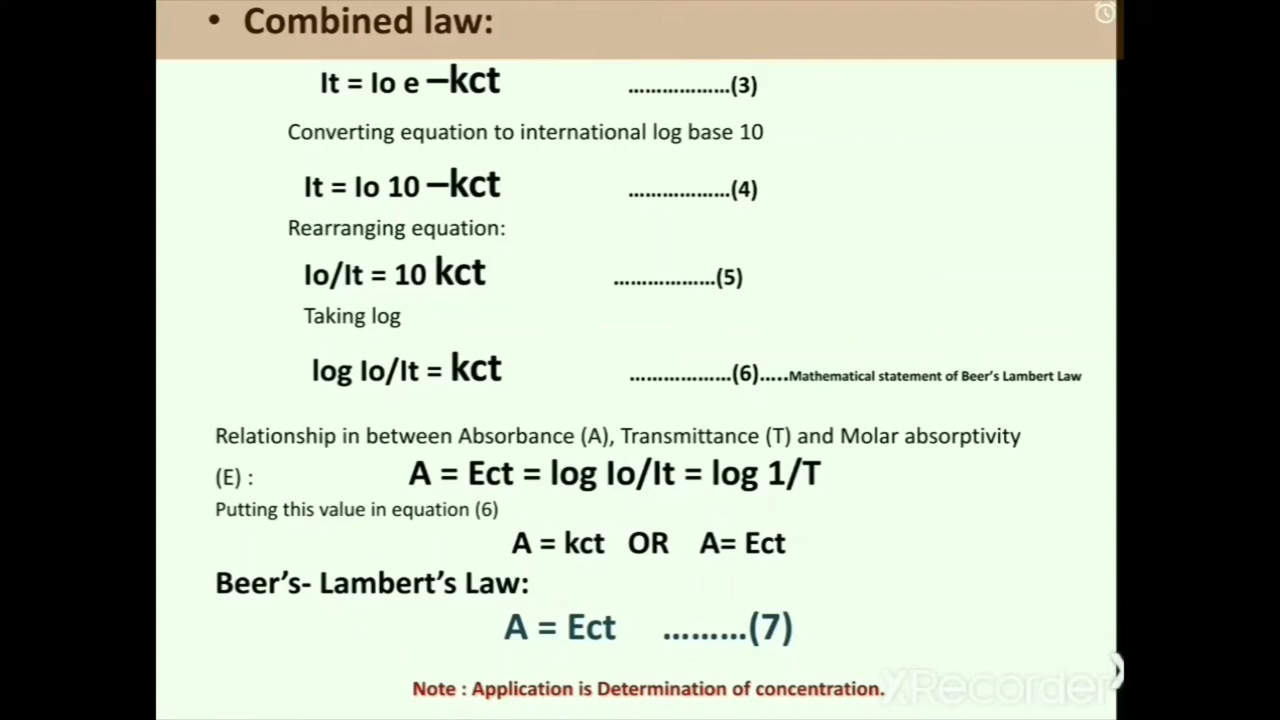 • Combined law:
It = Io e –kct ..................(3)
Converting equation to international log base 10
It = Io 10 –kct ..................(4)
Rearranging equation:
Io/It = 10 kct ..................(5)
Taking log
log Io/It = kct ..................(6).....Mathematical statement of Beer's Lambert Law
Relationship in between Absorbance (A), Transmittance (T) and Molar absorptivity
(E) : A = Ect = log Io/It = log 1/T
Putting this value in equation (6)
A = kct OR A= Ect
Beer's- Lambert's Law:
A = Ect .........(7)
Note : Application is Determination of concentration.
XRecorder